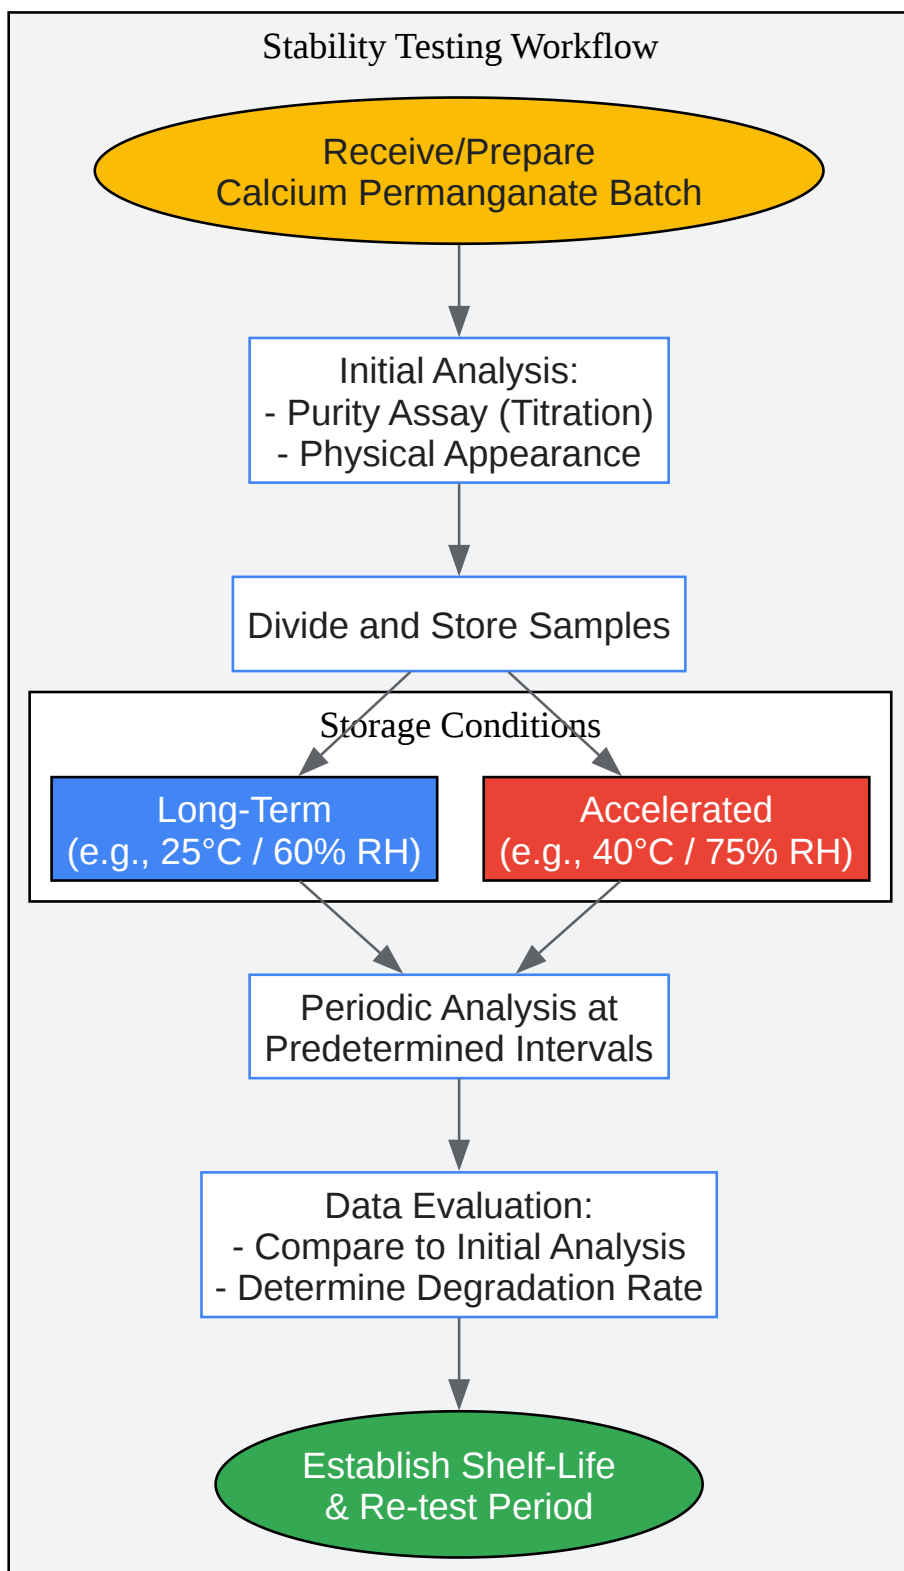 Stability Testing Workflow
Receive/Prepare
Calcium Permanganate Batch
Initial Analysis:
- Purity Assay (Titration)
- Physical Appearance
Divide and Store Samples
Storage Conditions
Long-Term
(e.g., 25°C / 60% RH)
Accelerated
(e.g., 40°C / 75% RH)
Periodic Analysis at
Predetermined Intervals
Data Evaluation:
- Compare to Initial Analysis
- Determine Degradation Rate
Establish Shelf-Life
& Re-test Period